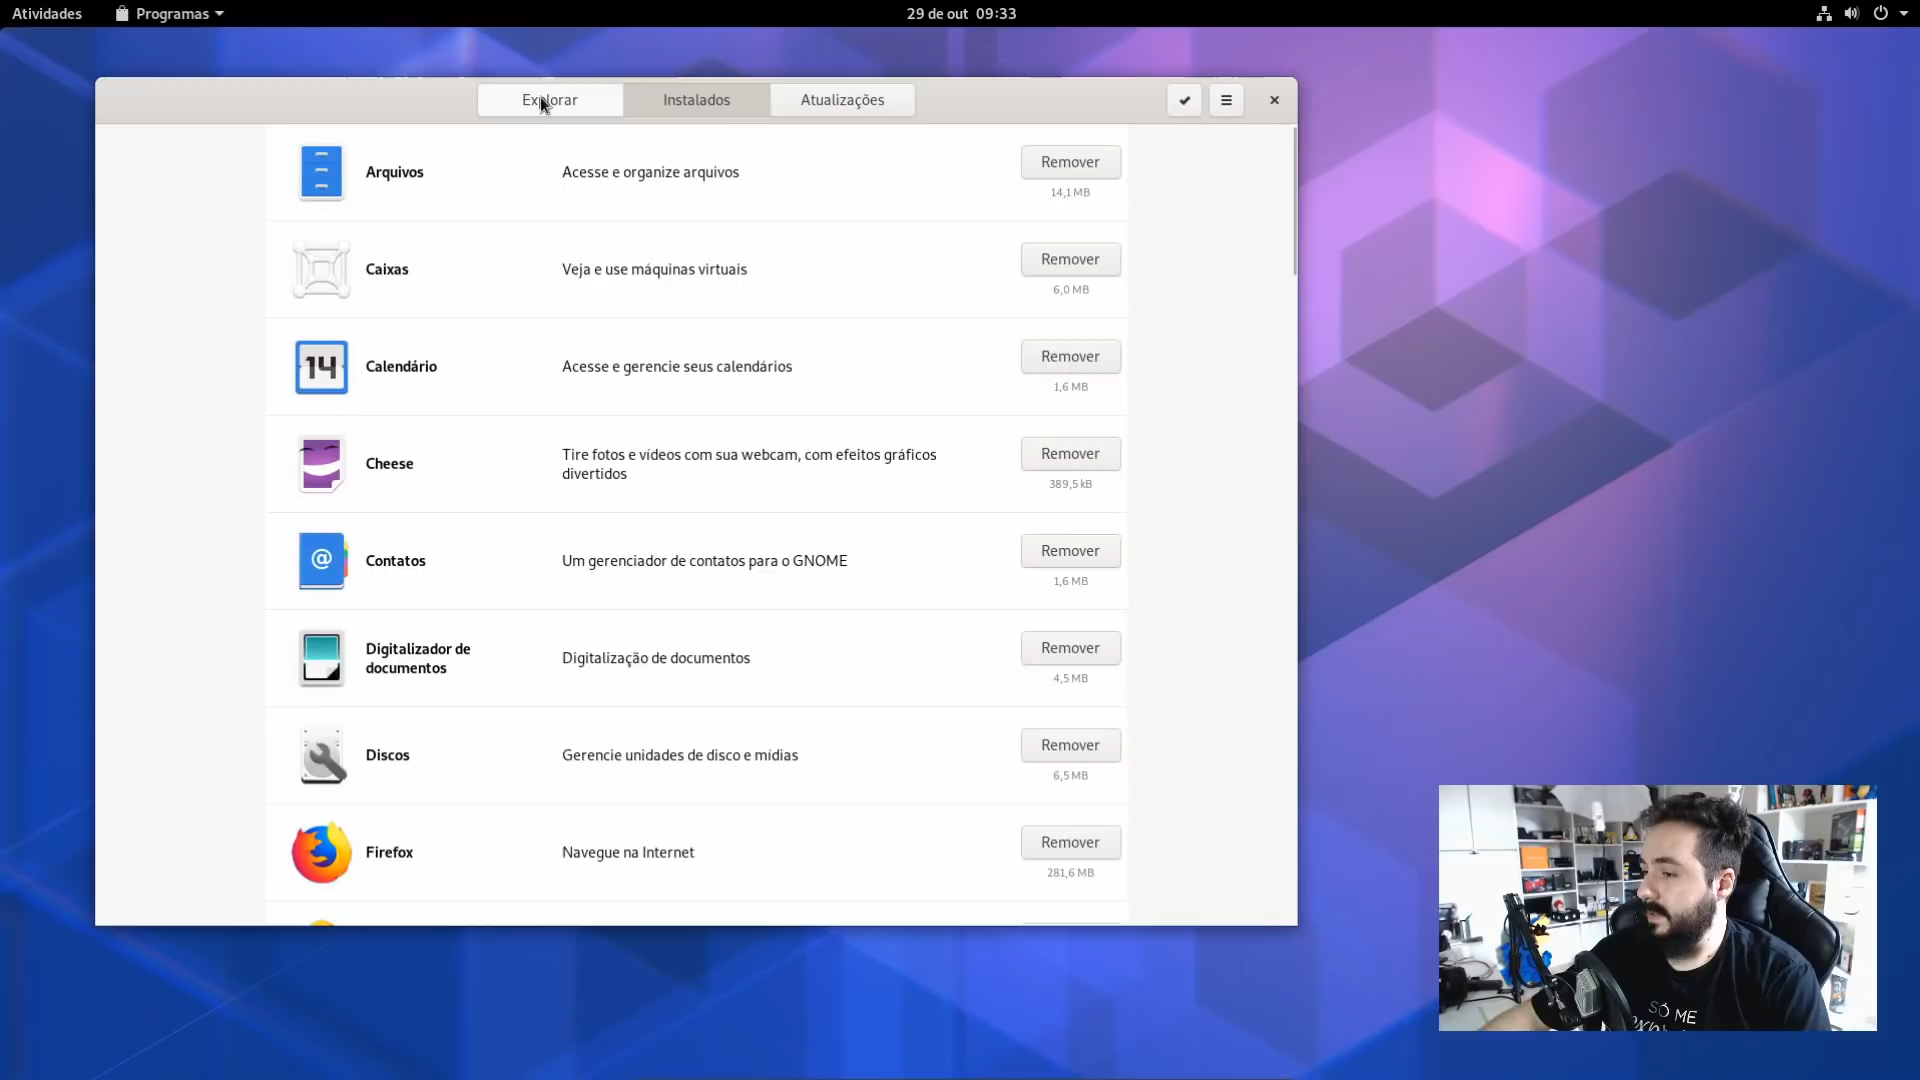 Atividades
Programas
29 de out 09:33
Explorar
Instalados
Atualizações
Arquivos
Acesse e organize arquivos
Remover
14,1 MB
Caixas
Veja e use máquinas virtuais
Remover
6,0 MB
14
Calendário
Acesse e gerencie seus calendários
Remover
1,6 MB
Cheese
Tire fotos e vídeos com sua webcam, com efeitos gráficos
divertidos
Remover
389,5 kB
@
Contatos
Um gerenciador de contatos para o GNOME
Remover
1,6 MB
Digitalizador de
documentos
Digitalização de documentos
Remover
4,5 MB
Discos
Gerencie unidades de disco e mídias
Remover
6,5 MB
Firefox
Navegue na Internet
Remover
281,6 MB
SÓ ME